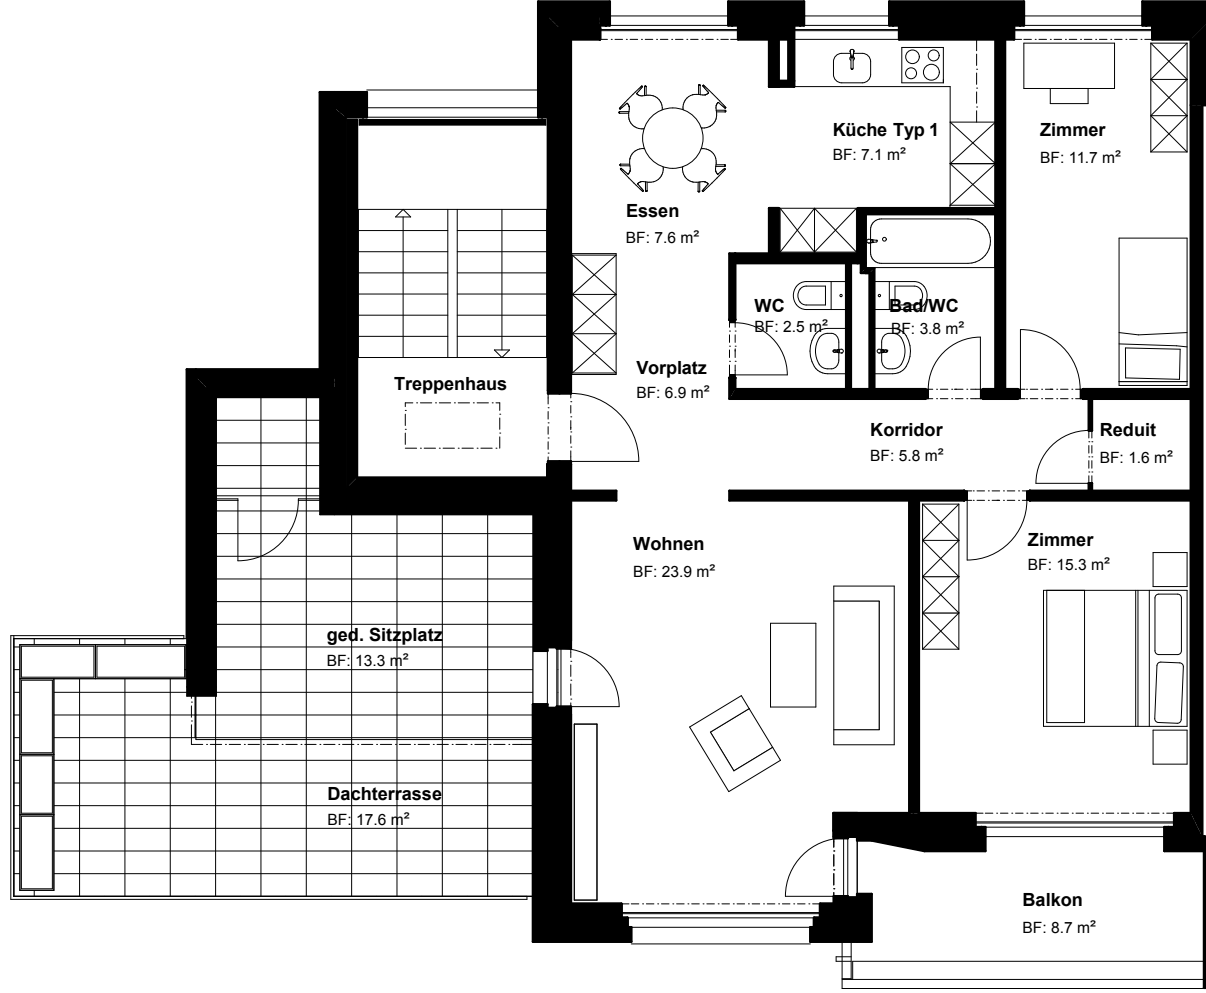 Küche Typ 1
BF: 7.1 m²
Zimmer
BF: 11.7 m²
Essen
BF: 7.6 m²
WC
BF: 2.5 m²
Bad/WC
BF: 3.8 m²
Treppenhaus
Vorplatz
BF: 6.9 m²
Korridor
BF: 5.8 m²
Reduit
BF: 1.6 m²
Wohnen
BF: 23.9 m²
Zimmer
BF: 15.3 m²
ged. Sitzplatz
BF: 13.3 m²
Dachterrasse
BF: 17.6 m²
Balkon
BF: 8.7 m²